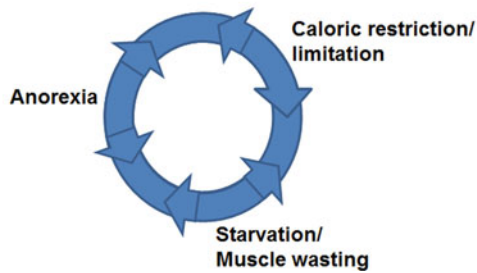 Caloric restriction/
limitation
Anorexia
Starvation/
Muscle wasting